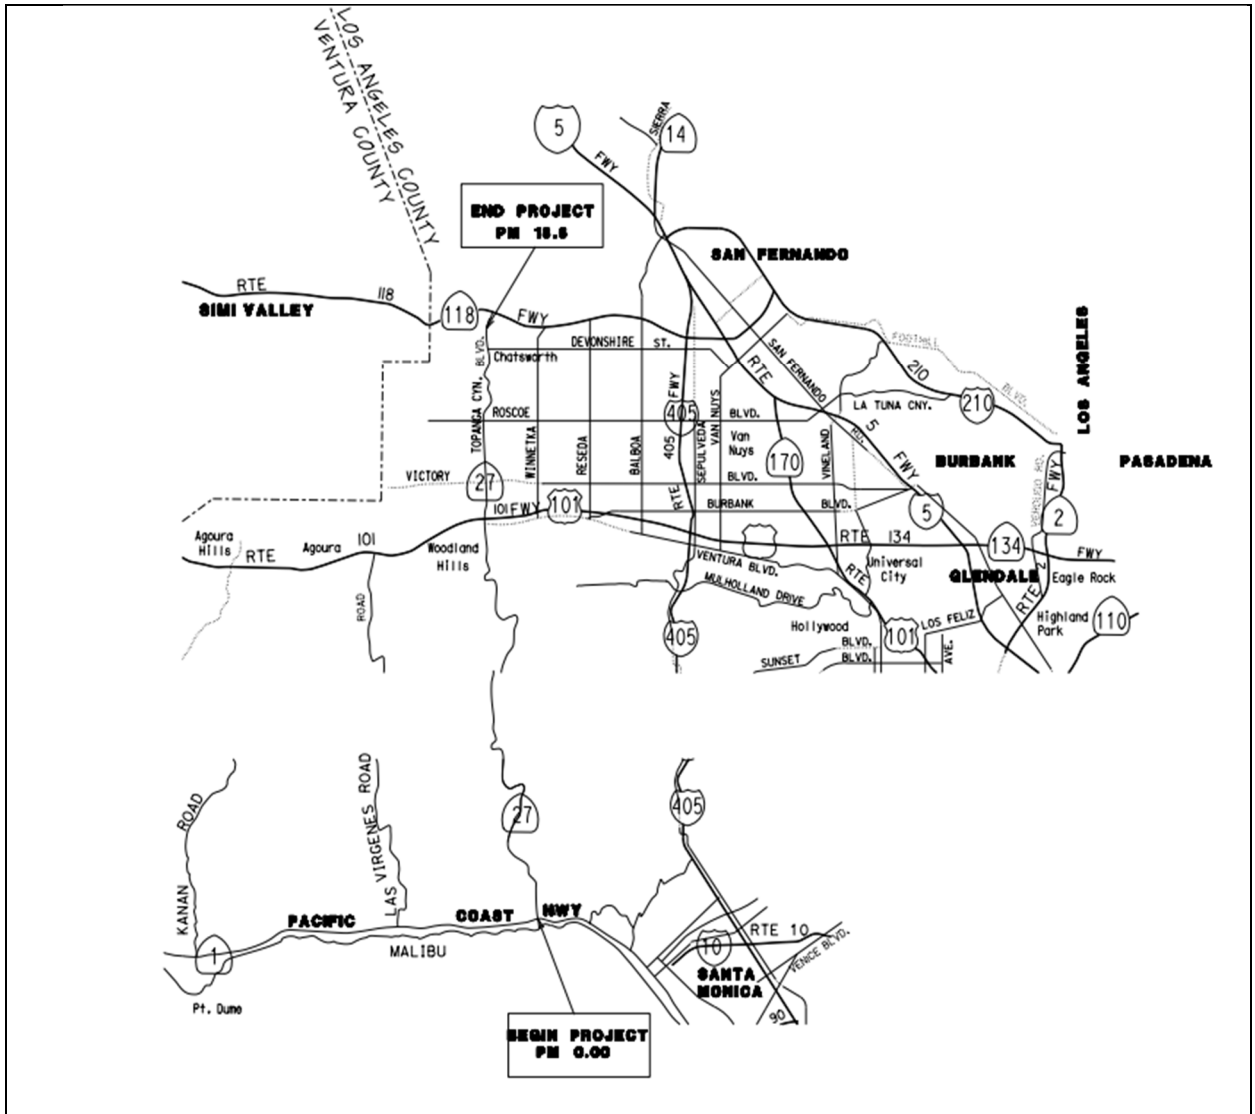 LOS ANGELES COUNTY
VENTURA COUNTY
5
FWY
SIERRA
14
END PROJECT
SAN FERNANDO
RTE
118
SIMI VALLEY
118
FWY
LOS ANGELES
DEVONSHIRE ST.
Chatsworth
TOPANGA CYN. BLVD.
RTE
SAN FERNANDO
RD.
FOOTHILL
BLVD.
210
210
LA TUNA CNY.
ROSCOE
BLVD.
FWY
405
405
RTE
SEPULVEDA
VAN NUYS
Van
Nuys
WINNETKA
RESEDA
BALBOA
VINELAND
5
FWY
170
BURBANK
PASADENA
VERDUGO RD.
FWY
2
VICTORY
BLVD.
27
101
FWY
101
BURBANK
BLVD.
5
RTE 134
134
FWY
Agoura
Hills
RTE
Agoura
101
Woodland
Hills
VENTURA BLVD.
MULHOLLAND DRIVE
RTE
Universal
City
GLENDALE
Eagle Rock
RTE 2
ROAD
405
Hollywood
BLVD.
SUNSET
BLVD.
101
LOS FELIZ
AVE.
Highland
Park
110
KANAN
ROAD
LAS VIRGENES ROAD
27
405
PACIFIC
COAST
HWY
1
MALIBU
Pt. Dume
10
RTE 10
VENICE BLVD.
SANTA
MONICA
90
BEGIN PROJECT
PM 0.00